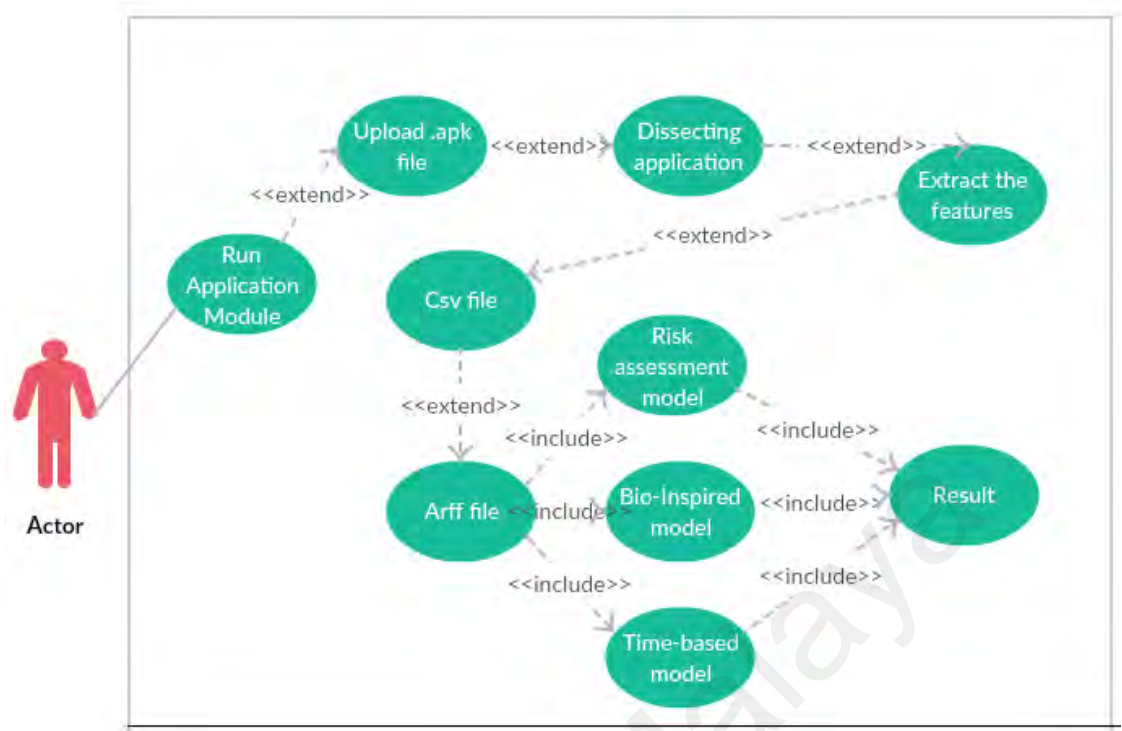 Upload .apk
file
<<extend>>
Dissecting
application
<<extend>>
Extract the
features
<<extend>>
<<extend>>
Run
Application
Module
Csv file
Risk
assessment
model
<<extend>>
<<include>>
<<include>>
Arff file
<<include>>
Bio-Inspired
model
<<include>>
Result
<<include>>
<<include>>
Time-based
model
Actor